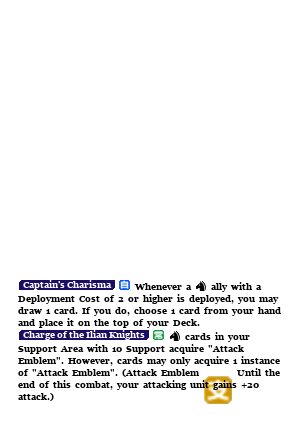 Captain's Charisma Whenever a ally with a
Deployment Cost of 2 or higher is deployed, you may
draw 1 card. If you do, choose 1 card from your hand
and place it on the top of your Deck.
Charge of the Ilian Knights cards in your
Support Area with 10 Support acquire "Attack
Emblem". However, cards may only acquire 1 instance
of "Attack Emblem". (Attack Emblem Until the
end of this combat, your attacking unit gains +20
attack.)